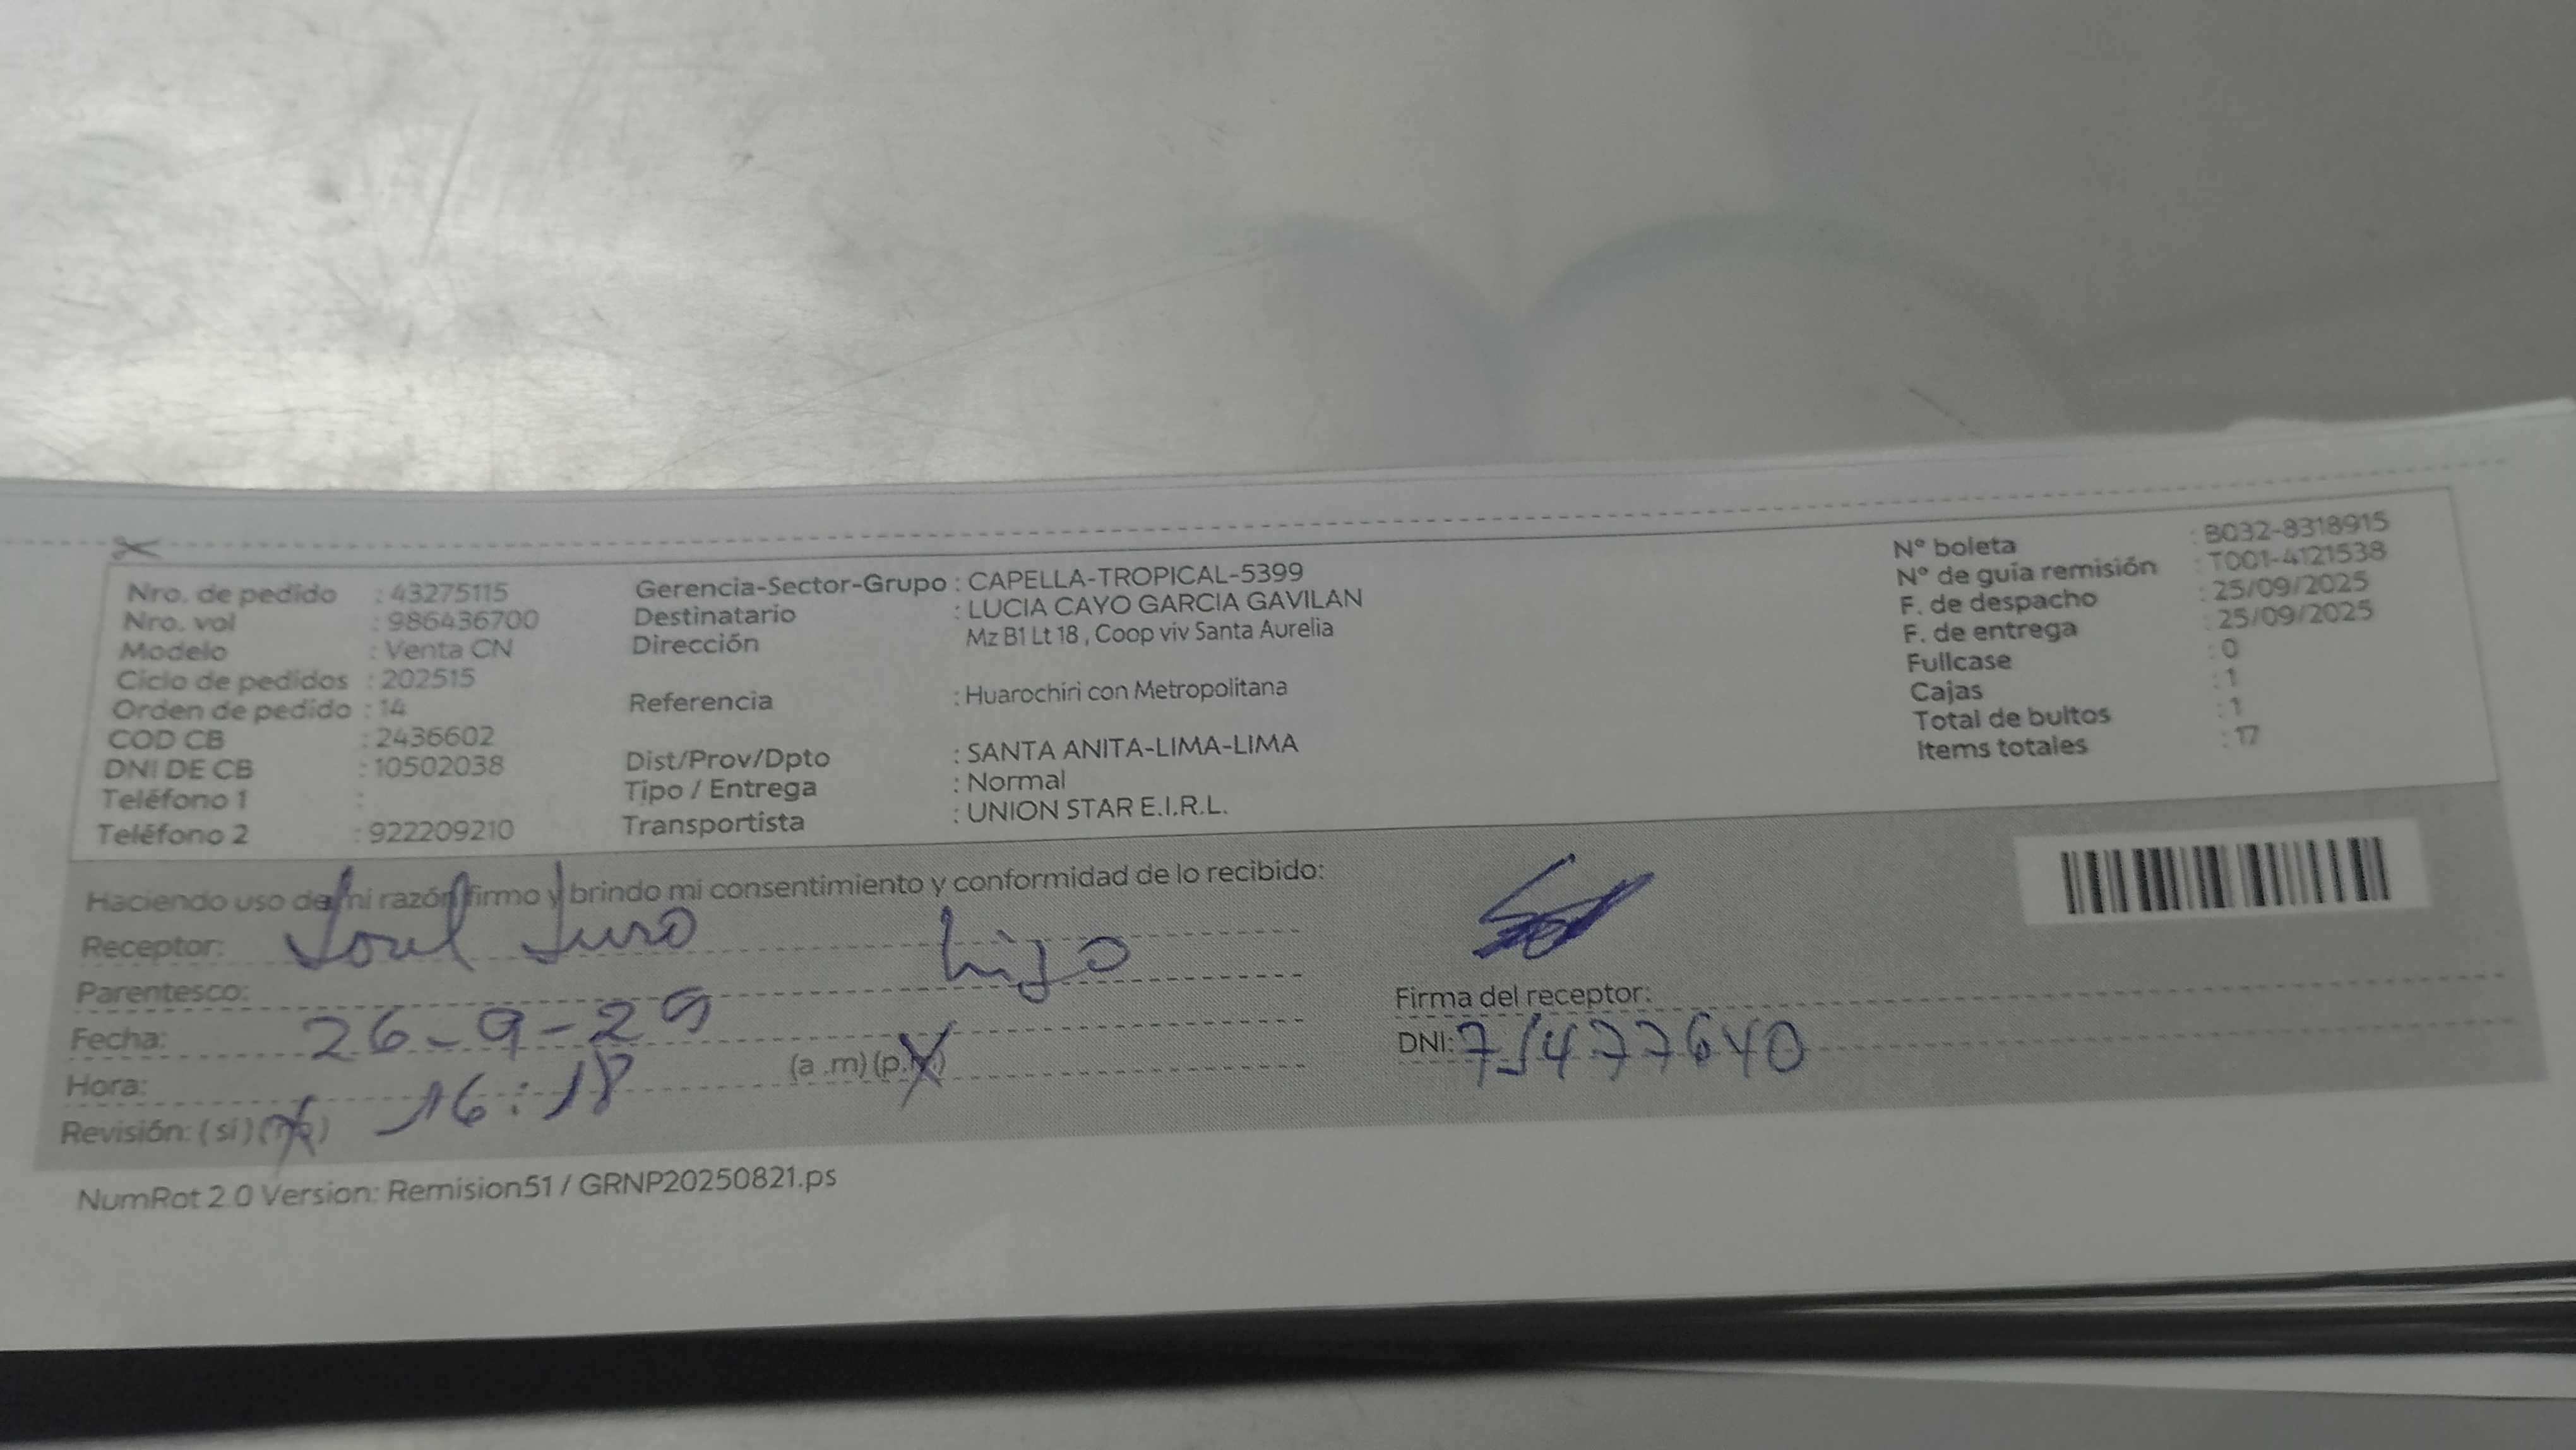 Nro. de pedido : 43275115
Nro. vol : 986436700
Modelo : Venta CN
Ciclo de pedidos : 202515
Orden de pedido : 14
COD CB : 2436602
DNI DE CB : 10502038
Teléfono 1 :
Teléfono 2 : 922209210
Gerencia-Sector-Grupo : CAPELLA-TROPICAL-5399
Destinatario : LUCIA CAYO GARCIA GAVILAN
Dirección Mz B1 Lt 18 , Coop viv Santa Aurelia
Referencia : Huarochiri con Metropolitana
Dist/Prov/Dpto : SANTA ANITA-LIMA-LIMA
Tipo / Entrega : Normal
Transportista : UNION STAR E.I.R.L.
N° boleta : B032-8318915
N° de guía remisión : T001-4121538
F. de despacho : 25/09/2025
F. de entrega : 25/09/2025
Fullcase : 0
Cajas : 1
Total de bultos : 1
Items totales : 17
Haciendo uso de mi razón firmo y brindo mi consentimiento y conformidad de lo recibido:
Receptor:
Parentesco: hijo
Fecha: 26-9-25
Hora: 16:18 (a .m) (p.m)
Revisión: (si) (no)
Firma del receptor:
DNI: 71477640
NumRot 2.0 Version: Remision51 / GRNP20250821.ps